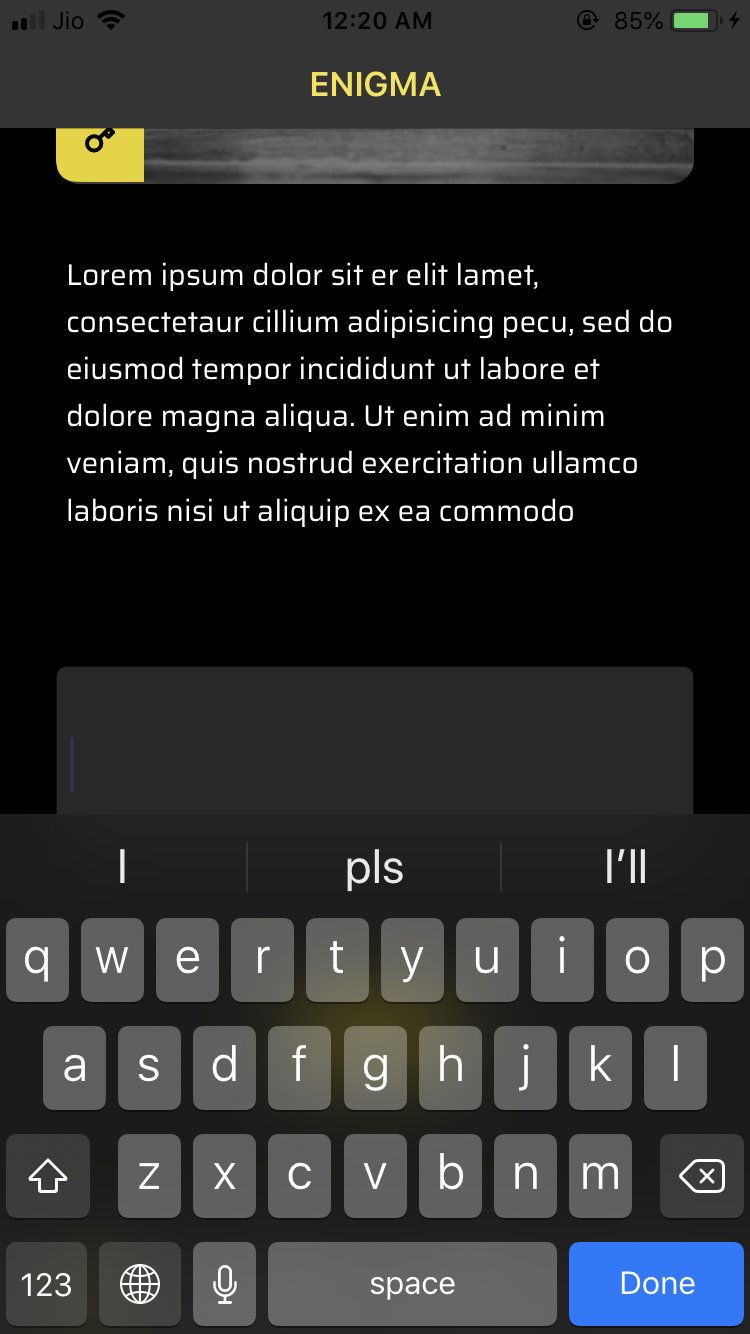 Jio 12:20 AM 85%
ENIGMA
Lorem ipsum dolor sit er elit lamet,
consectetaur cillium adipisicing pecu, sed do
eiusmod tempor incididunt ut labore et
dolore magna aliqua. Ut enim ad minim
veniam, quis nostrud exercitation ullamco
laboris nisi ut aliquip ex ea commodo
I pls I’ll
q w e r t y u i o p
a s d f g h j k l
z x c v b n m
123 space Done